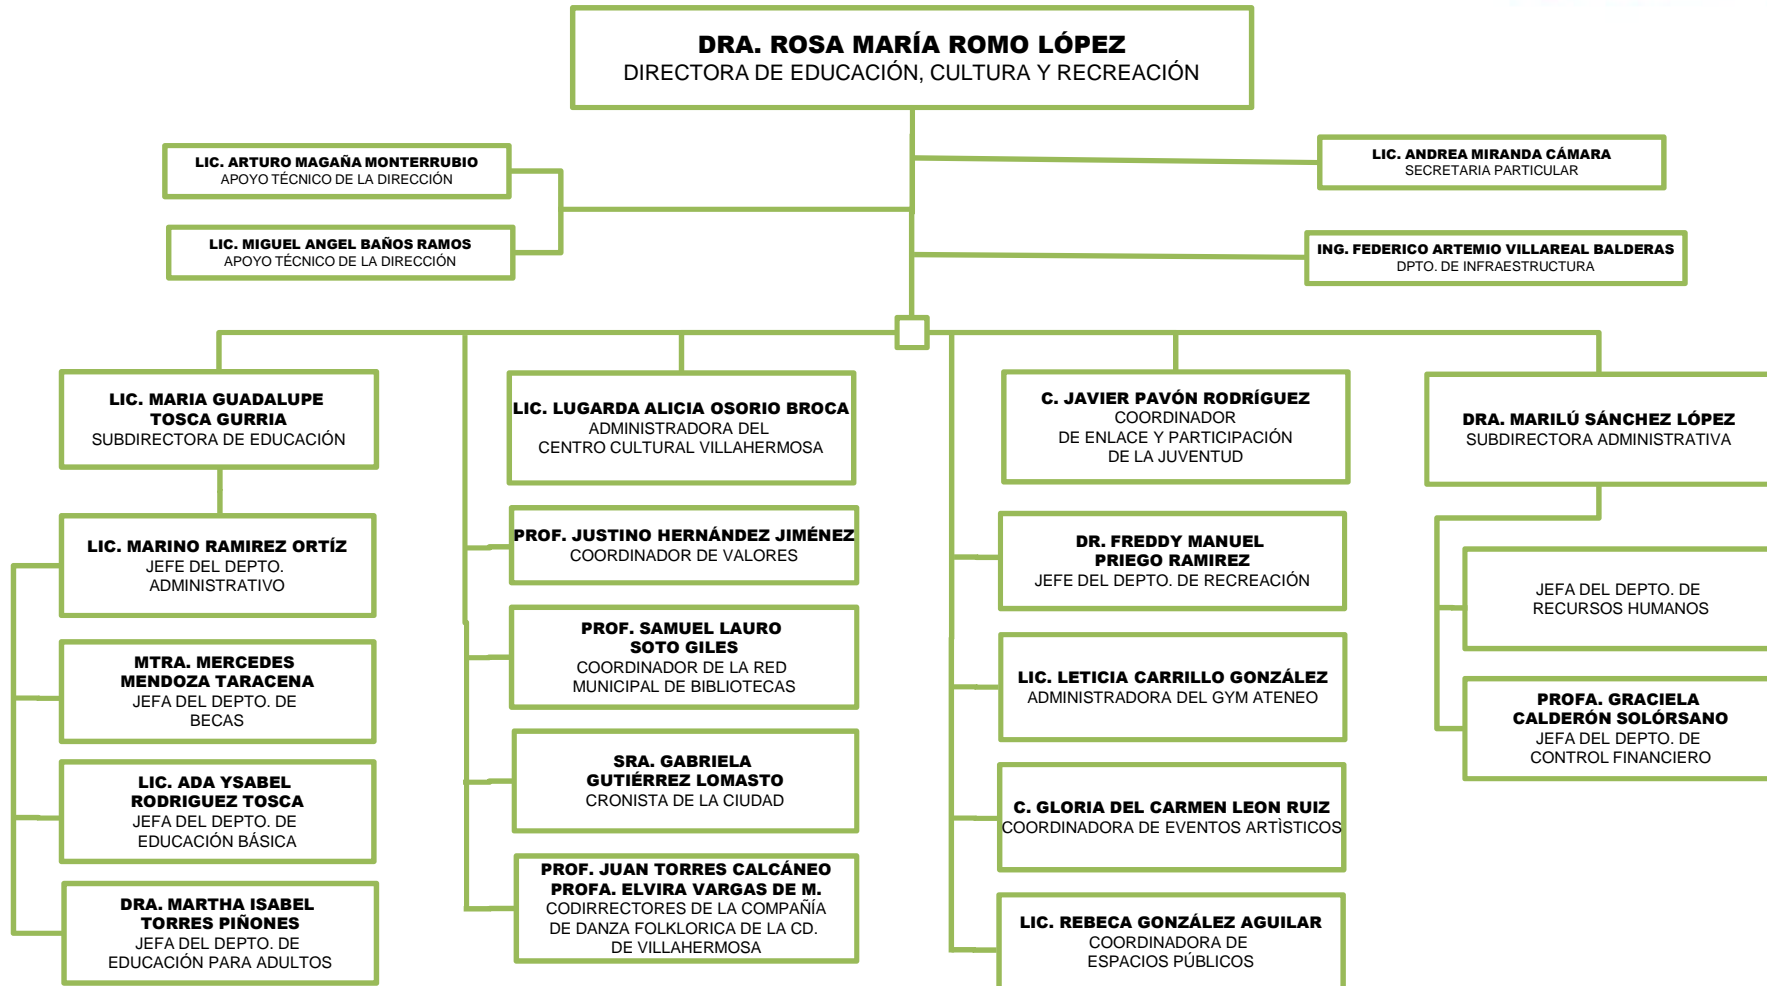 DRA. ROSA MARÍA ROMO LÓPEZ
DIRECTORA DE EDUCACIÓN, CULTURA Y RECREACIÓN
LIC. ARTURO MAGAÑA MONTERRUBIO
APOYO TÉCNICO DE LA DIRECCIÓN
LIC. ANDREA MIRANDA CÁMARA
SECRETARIA PARTICULAR
LIC. MIGUEL ANGEL BAÑOS RAMOS
APOYO TÉCNICO DE LA DIRECCIÓN
ING. FEDERICO ARTEMIO VILLAREAL BALDERAS
DPTO. DE INFRAESTRUCTURA
LIC. MARIA GUADALUPE
TOSCA GURRIA
SUBDIRECTORA DE EDUCACIÓN
LIC. MARINO RAMIREZ ORTÍZ
JEFE DEL DEPTO.
ADMINISTRATIVO
MTRA. MERCEDES
MENDOZA TARACENA
JEFA DEL DEPTO. DE
BECAS
LIC. ADA YSABEL
RODRIGUEZ TOSCA
JEFA DEL DEPTO. DE
EDUCACIÓN BÁSICA
DRA. MARTHA ISABEL
TORRES PIÑONES
JEFA DEL DEPTO. DE
EDUCACIÓN PARA ADULTOS
LIC. LUGARDA ALICIA OSORIO BROCA
ADMINISTRADORA DEL
CENTRO CULTURAL VILLAHERMOSA
PROF. JUSTINO HERNÁNDEZ JIMÉNEZ
COORDINADOR DE VALORES
PROF. SAMUEL LAURO
SOTO GILES
COORDINADOR DE LA RED
MUNICIPAL DE BIBLIOTECAS
SRA. GABRIELA
GUTIÉRREZ LOMASTO
CRONISTA DE LA CIUDAD
PROF. JUAN TORRES CALCÁNEO
PROFA. ELVIRA VARGAS DE M.
CODIRRECTORES DE LA COMPAÑÍA
DE DANZA FOLKLORICA DE LA CD.
DE VILLAHERMOSA
C. JAVIER PAVÓN RODRÍGUEZ
COORDINADOR
DE ENLACE Y PARTICIPACIÓN
DE LA JUVENTUD
DR. FREDDY MANUEL
PRIEGO RAMIREZ
JEFE DEL DEPTO. DE RECREACIÓN
LIC. LETICIA CARRILLO GONZÁLEZ
ADMINISTRADORA DEL GYM ATENEO
C. GLORIA DEL CARMEN LEON RUIZ
COORDINADORA DE EVENTOS ARTÌSTICOS
LIC. REBECA GONZÁLEZ AGUILAR
COORDINADORA DE
ESPACIOS PÚBLICOS
DRA. MARILÚ SÁNCHEZ LÓPEZ
SUBDIRECTORA ADMINISTRATIVA
JEFA DEL DEPTO. DE
RECURSOS HUMANOS
PROFA. GRACIELA
CALDERÓN SOLÓRSANO
JEFA DEL DEPTO. DE
CONTROL FINANCIERO